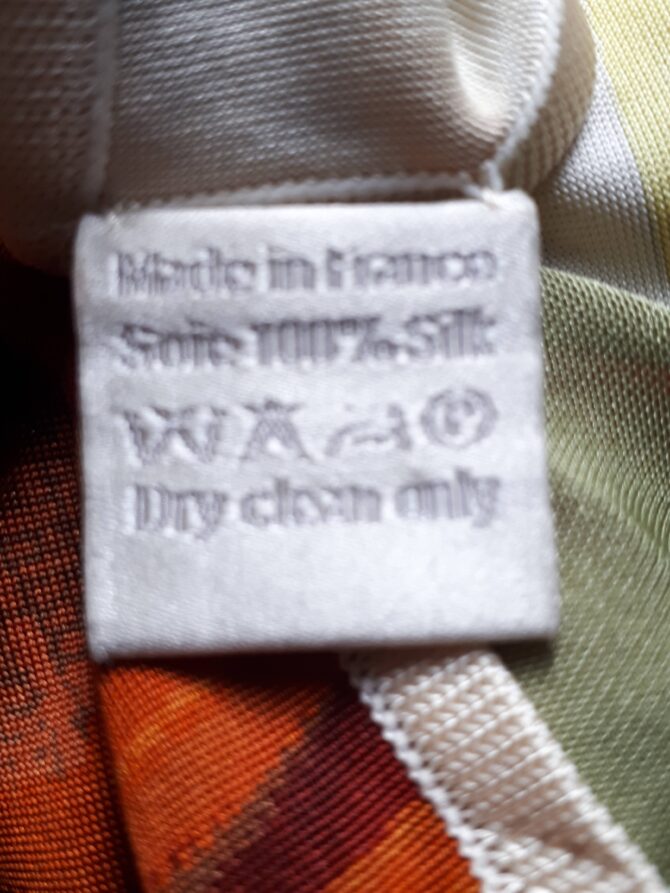 Made in France
Soie 100% Silk
P
Dry clean only